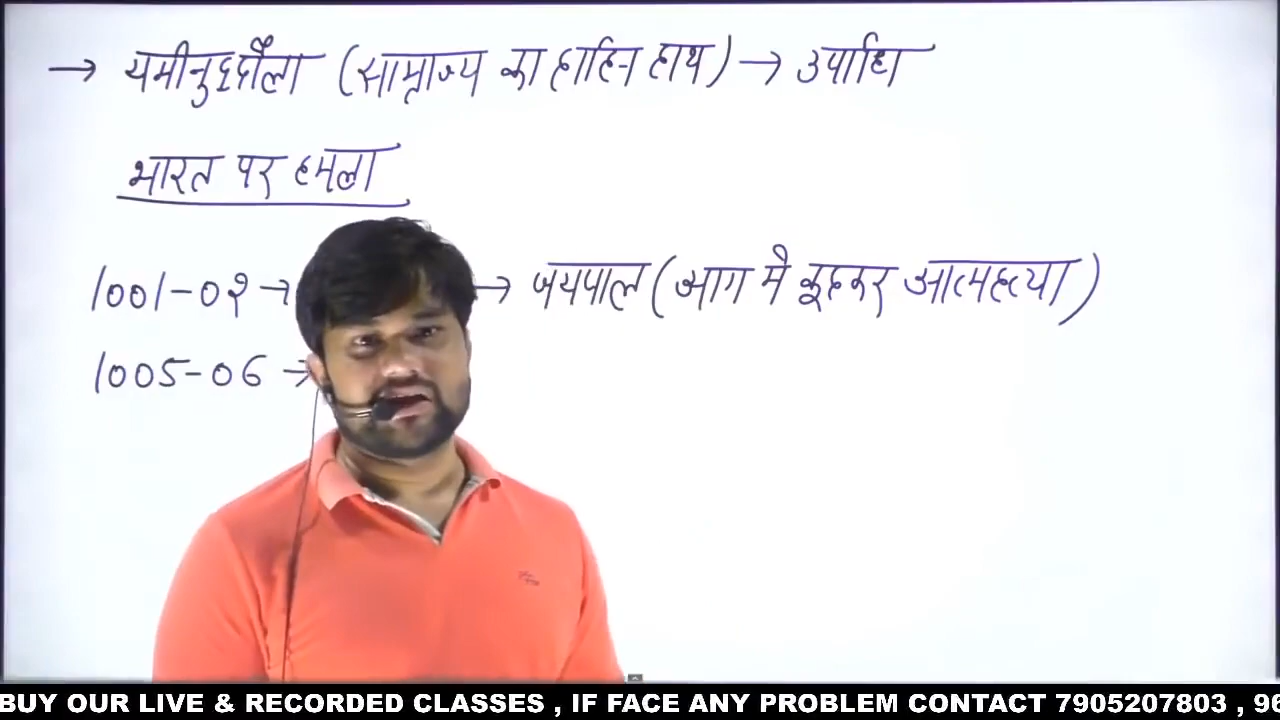 → यमीनुद्दौला (साम्राज्य का दाहिन हाथ) → उपाधि
भारत पर हमला
1001-02 → → जयपाल (आग मे कूदकर आत्महत्या)
1005-06 →
BUY OUR LIVE & RECORDED CLASSES , IF FACE ANY PROBLEM CONTACT 7905207803 , 96